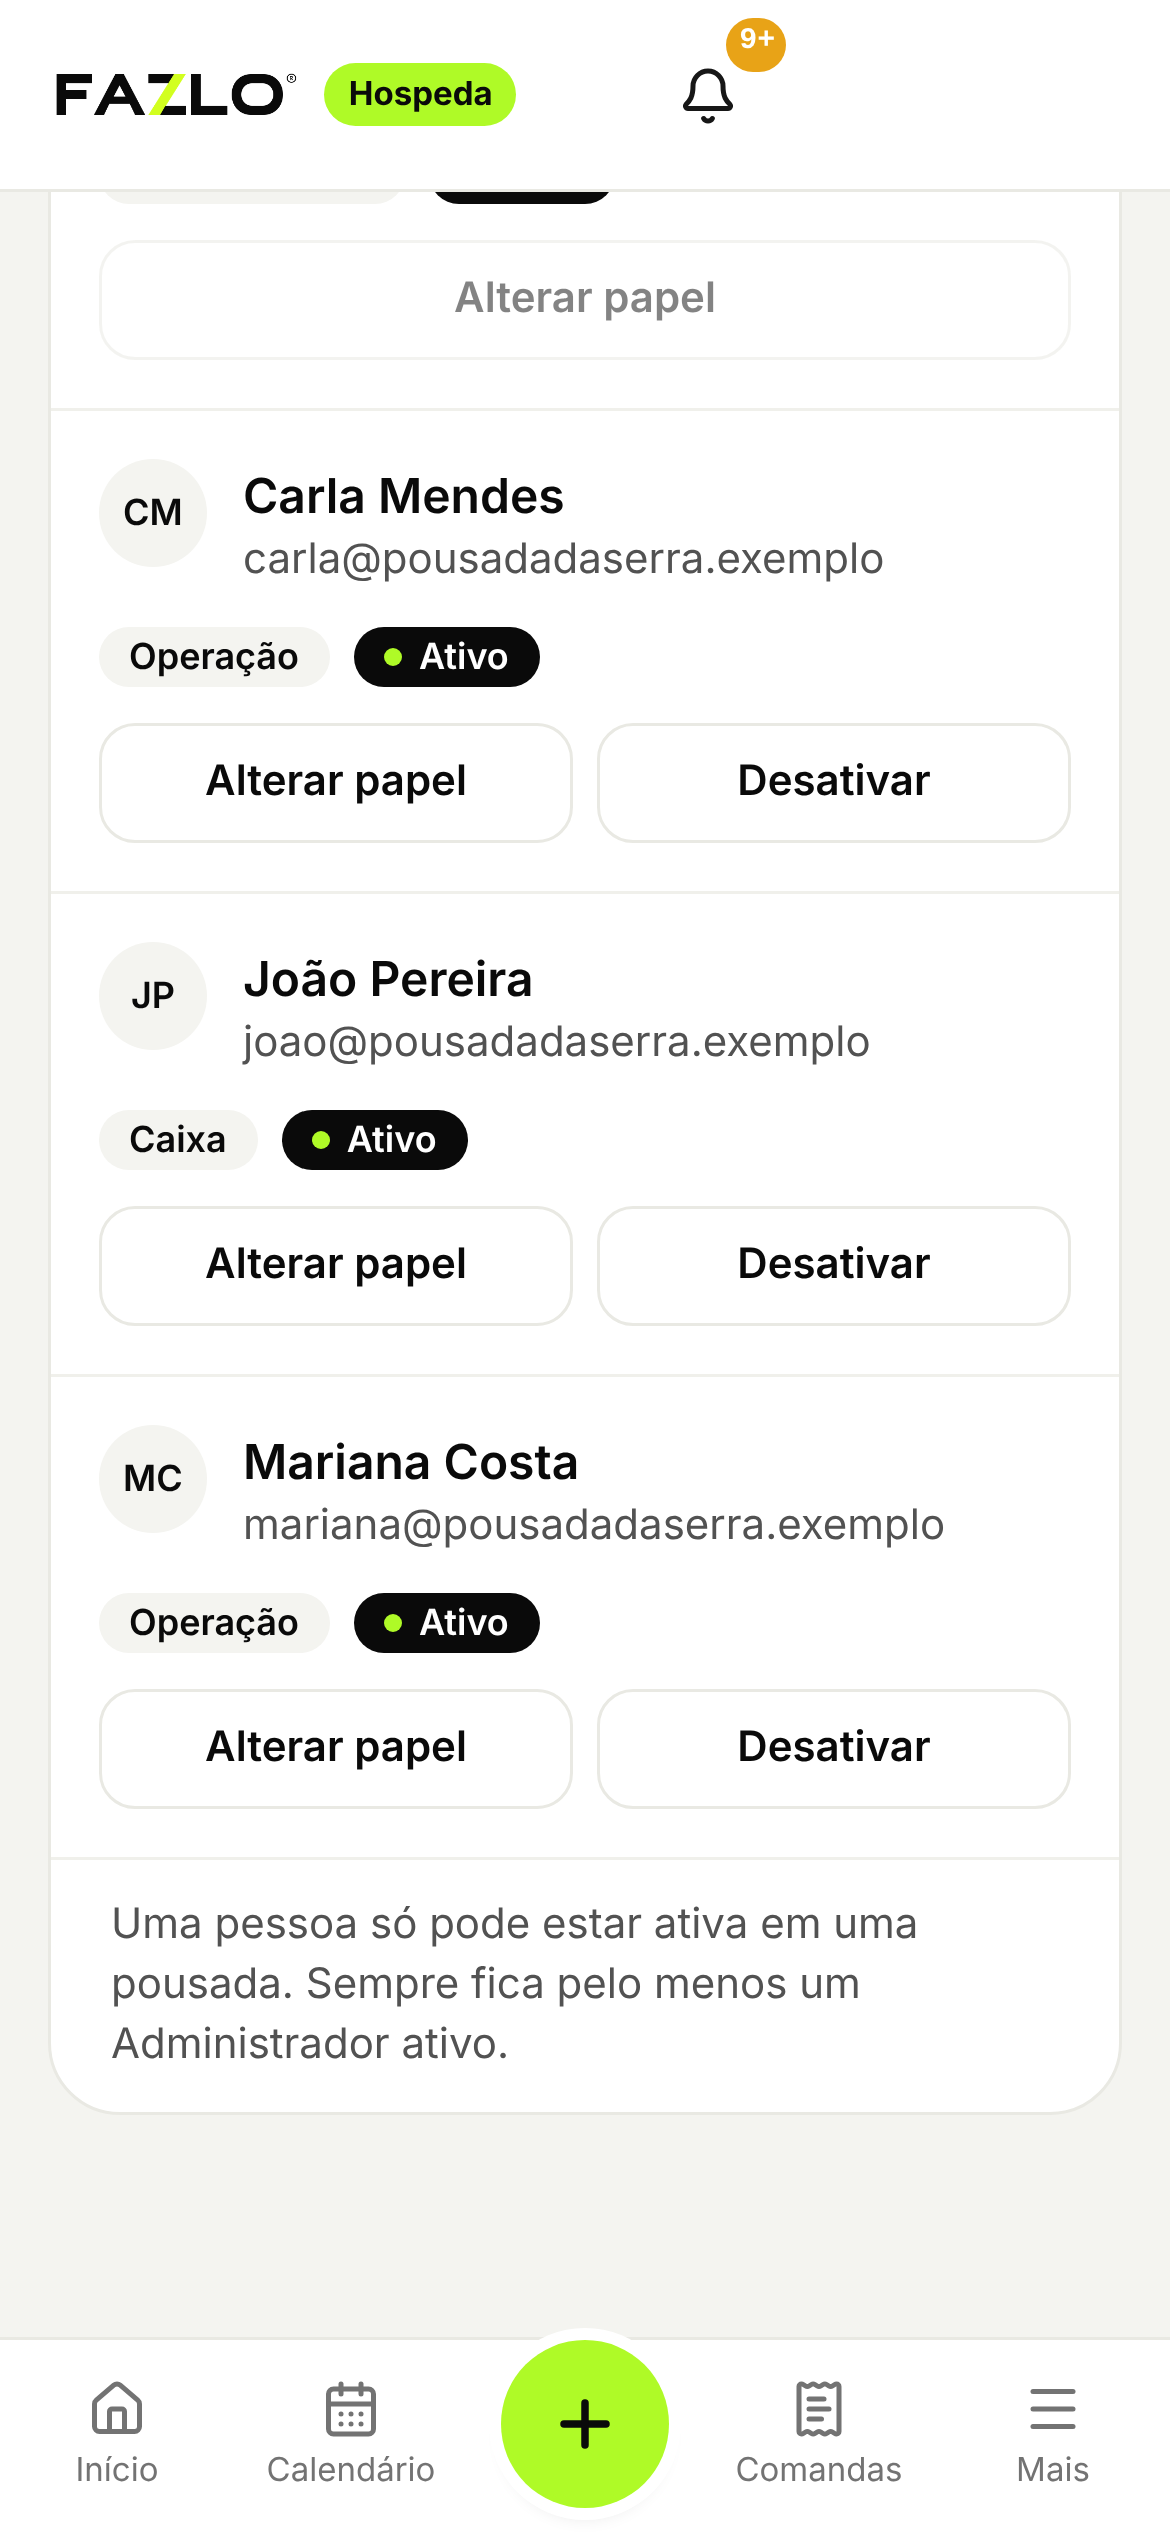 FAZLO® Hospeda
9+
Alterar papel
CM
Carla Mendes
carla@pousadadaserra.exemplo
Operação
Ativo
Alterar papel
Desativar
JP
João Pereira
joao@pousadadaserra.exemplo
Caixa
Ativo
Alterar papel
Desativar
MC
Mariana Costa
mariana@pousadadaserra.exemplo
Operação
Ativo
Alterar papel
Desativar
Uma pessoa só pode estar ativa em uma
pousada. Sempre fica pelo menos um
Administrador ativo.
Início
Calendário
Comandas
Mais